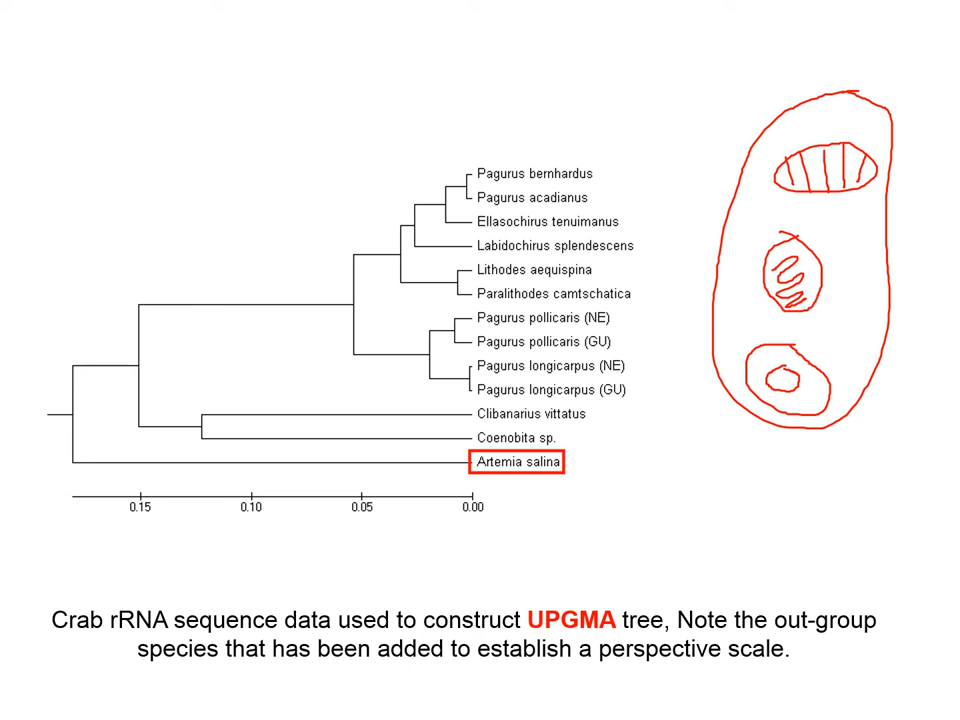 Pagurus bernhardus
Pagurus acadianus
Ellasochirus tenuimanus
Labidochirus splendescens
Lithodes aequispina
Paralithodes camtschatica
Pagurus pollicaris (NE)
Pagurus pollicaris (GU)
Pagurus longicarpus (NE)
Pagurus longicarpus (GU)
Clibanarius vittatus
Coenobita sp.
Artemia salina
0.15 0.10 0.05 0.00
Crab rRNA sequence data used to construct UPGMA tree, Note the out-group
species that has been added to establish a perspective scale.